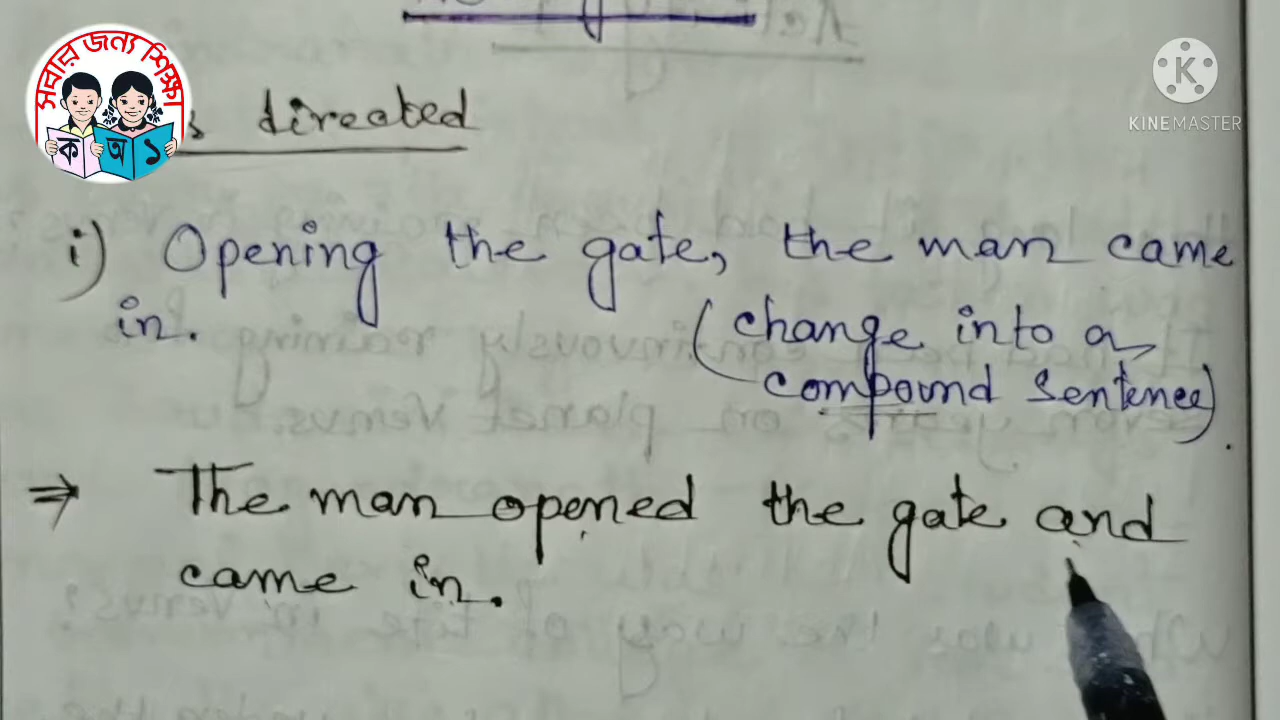 সবার জন্য শিক্ষা
ক অ ১
K
KINEMASTER
directed
i) Opening the gate, the man came
in. (change into a
compound sentence).
⇒ The man opened the gate and
came in.